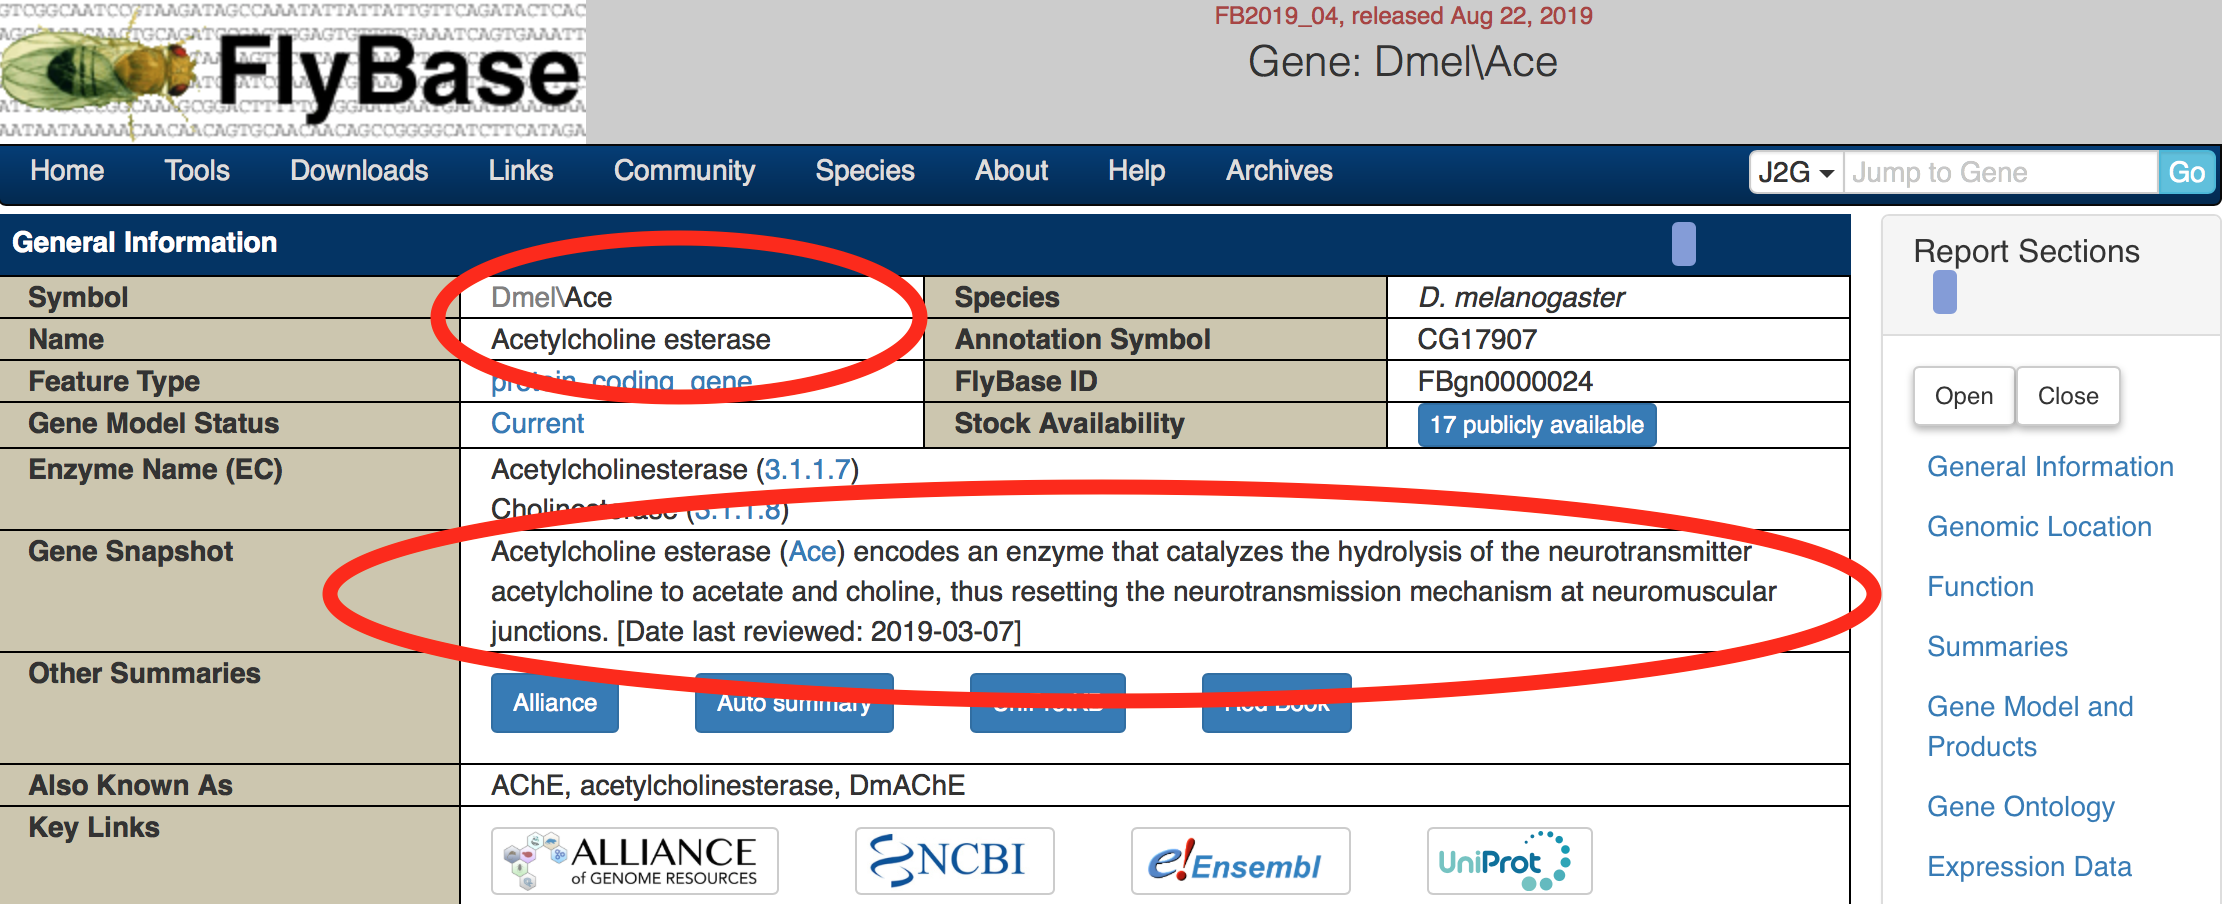 FlyBase
FB2019_04, released Aug 22, 2019
Gene: Dmel\Ace
Home Tools Downloads Links Community Species About Help Archives J2G Jump to Gene Go
General Information
Symbol Dmel\Ace Species D. melanogaster
Name Acetylcholine esterase Annotation Symbol CG17907
Feature Type protein_coding_gene FlyBase ID FBgn0000024
Gene Model Status Current Stock Availability 17 publicly available
Enzyme Name (EC) Acetylcholinesterase (3.1.1.7)
Cholinesterase (3.1.1.8)
Gene Snapshot Acetylcholine esterase (Ace) encodes an enzyme that catalyzes the hydrolysis of the neurotransmitter
acetylcholine to acetate and choline, thus resetting the neurotransmission mechanism at neuromuscular
junctions. [Date last reviewed: 2019-03-07]
Other Summaries
Alliance Auto summary UniProtKB Red Book
Also Known As AChE, acetylcholinesterase, DmAChE
Key Links
ALLIANCE
of GENOME RESOURCES
NCBI
e!Ensembl
UniProt
Report Sections
Open Close
General Information
Genomic Location
Function
Summaries
Gene Model and
Products
Gene Ontology
Expression Data